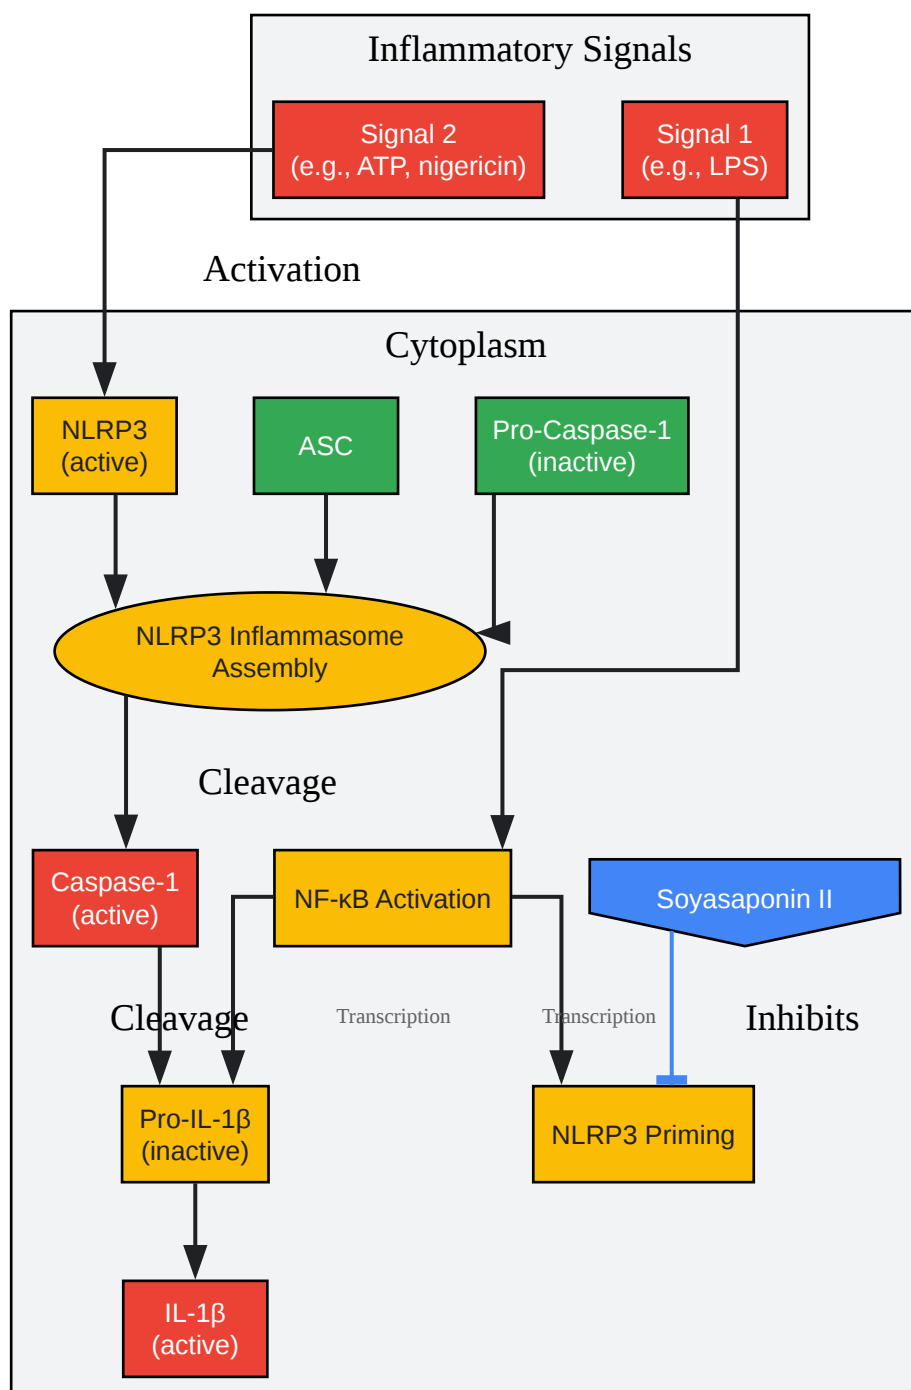 Inflammatory Signals
Signal 2
(e.g., ATP, nigericin)
Signal 1
(e.g., LPS)
Activation
Cytoplasm
NLRP3
(active)
ASC
Pro-Caspase-1
(inactive)
NLRP3 Inflammasome
Assembly
Cleavage
Caspase-1
(active)
NF-κB Activation
Soyasaponin II
Cleavage
Transcription
Transcription
Inhibits
Pro-IL-1β
(inactive)
NLRP3 Priming
IL-1β
(active)